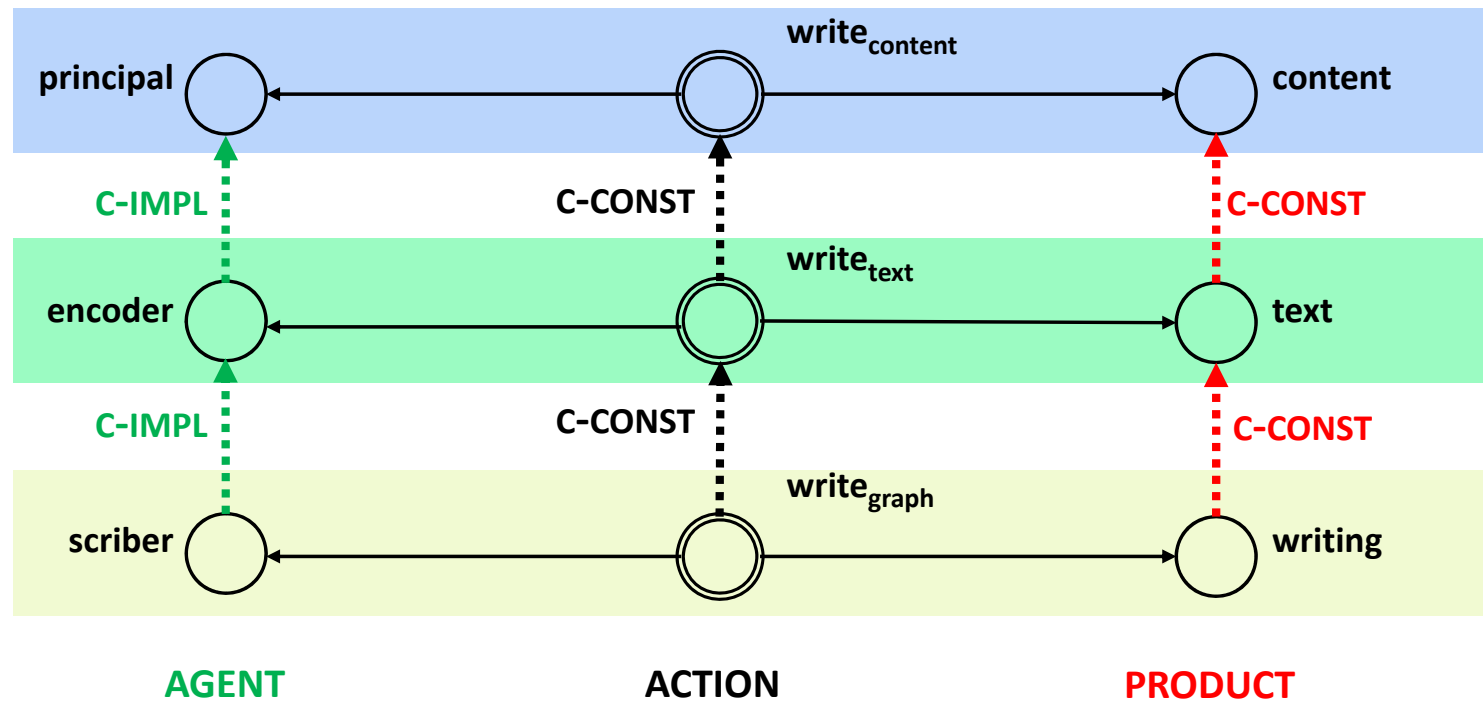 write_content
principal content
C-IMPL C-CONST C-CONST
write_text
encoder text
C-IMPL C-CONST C-CONST
write_graph
scriber writing
AGENT ACTION PRODUCT